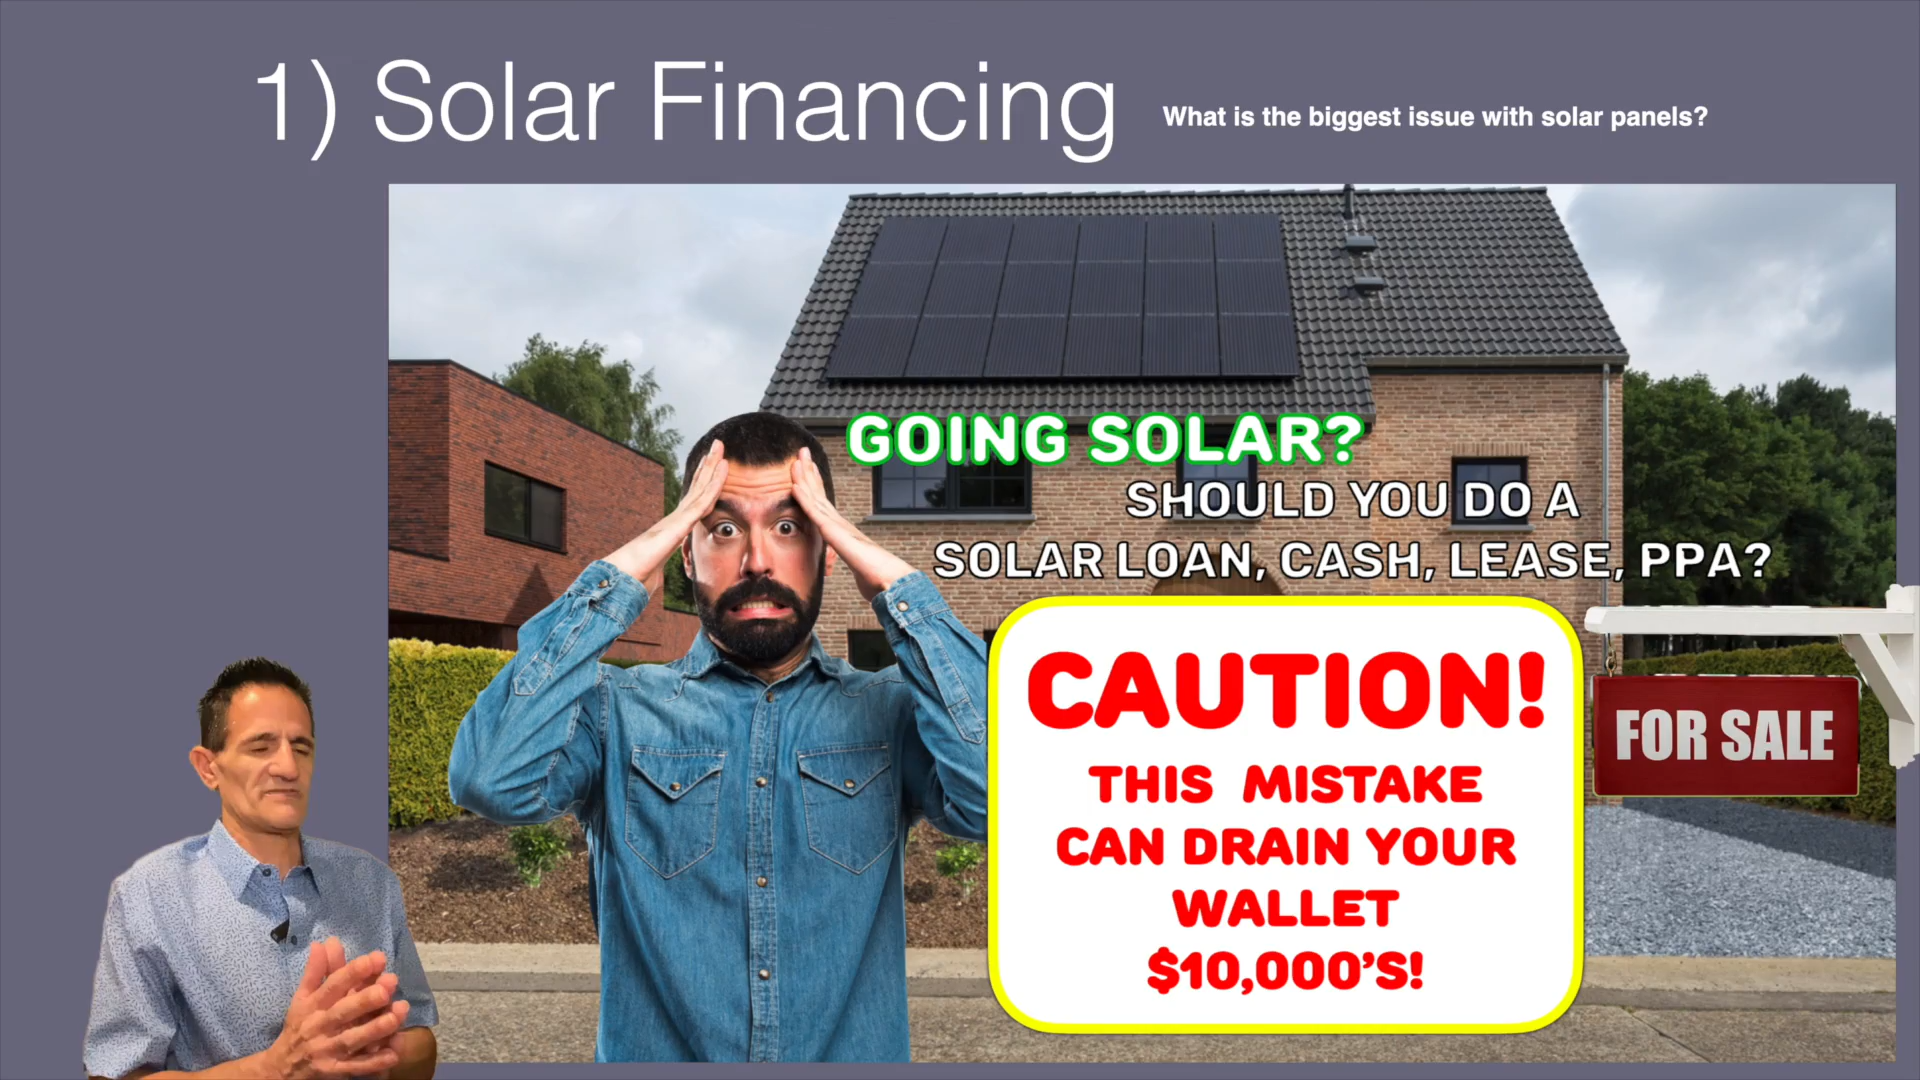 1) Solar Financing
What is the biggest issue with solar panels?
GOING SOLAR?
SHOULD YOU DO A
SOLAR LOAN, CASH, LEASE, PPA?
CAUTION!
THIS MISTAKE
CAN DRAIN YOUR
WALLET
$10,000'S!
FOR SALE